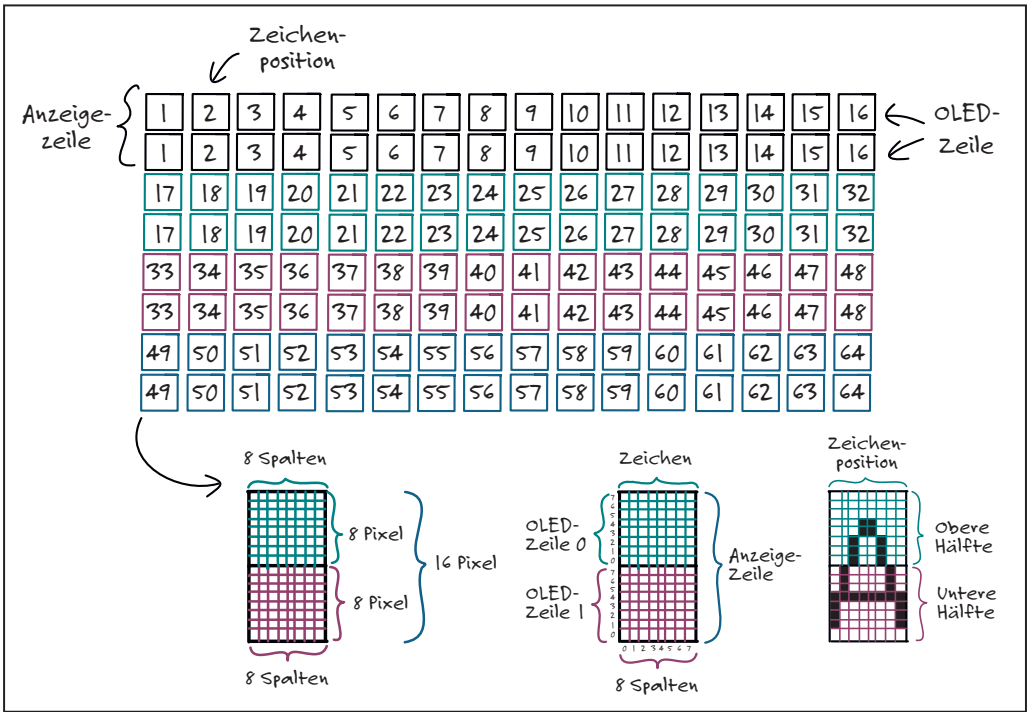 Zeichen-
position
Anzeige-
zeile
1 2 3 4 5 6 7 8 9 10 11 12 13 14 15 16
1 2 3 4 5 6 7 8 9 10 11 12 13 14 15 16
OLED-
Zeile
17 18 19 20 21 22 23 24 25 26 27 28 29 30 31 32
17 18 19 20 21 22 23 24 25 26 27 28 29 30 31 32
33 34 35 36 37 38 39 40 41 42 43 44 45 46 47 48
33 34 35 36 37 38 39 40 41 42 43 44 45 46 47 48
49 50 51 52 53 54 55 56 57 58 59 60 61 62 63 64
49 50 51 52 53 54 55 56 57 58 59 60 61 62 63 64
8 Spalten
8 Pixel
8 Pixel
16 Pixel
8 Spalten
Zeichen
OLED-
Zeile 0
7
6
5
4
3
2
1
0
OLED-
Zeile 1
7
6
5
4
3
2
1
0
0 1 2 3 4 5 6 7
8 Spalten
Anzeige-
Zeile
Zeichen-
position
Obere
Hälfte
Untere
Hälfte